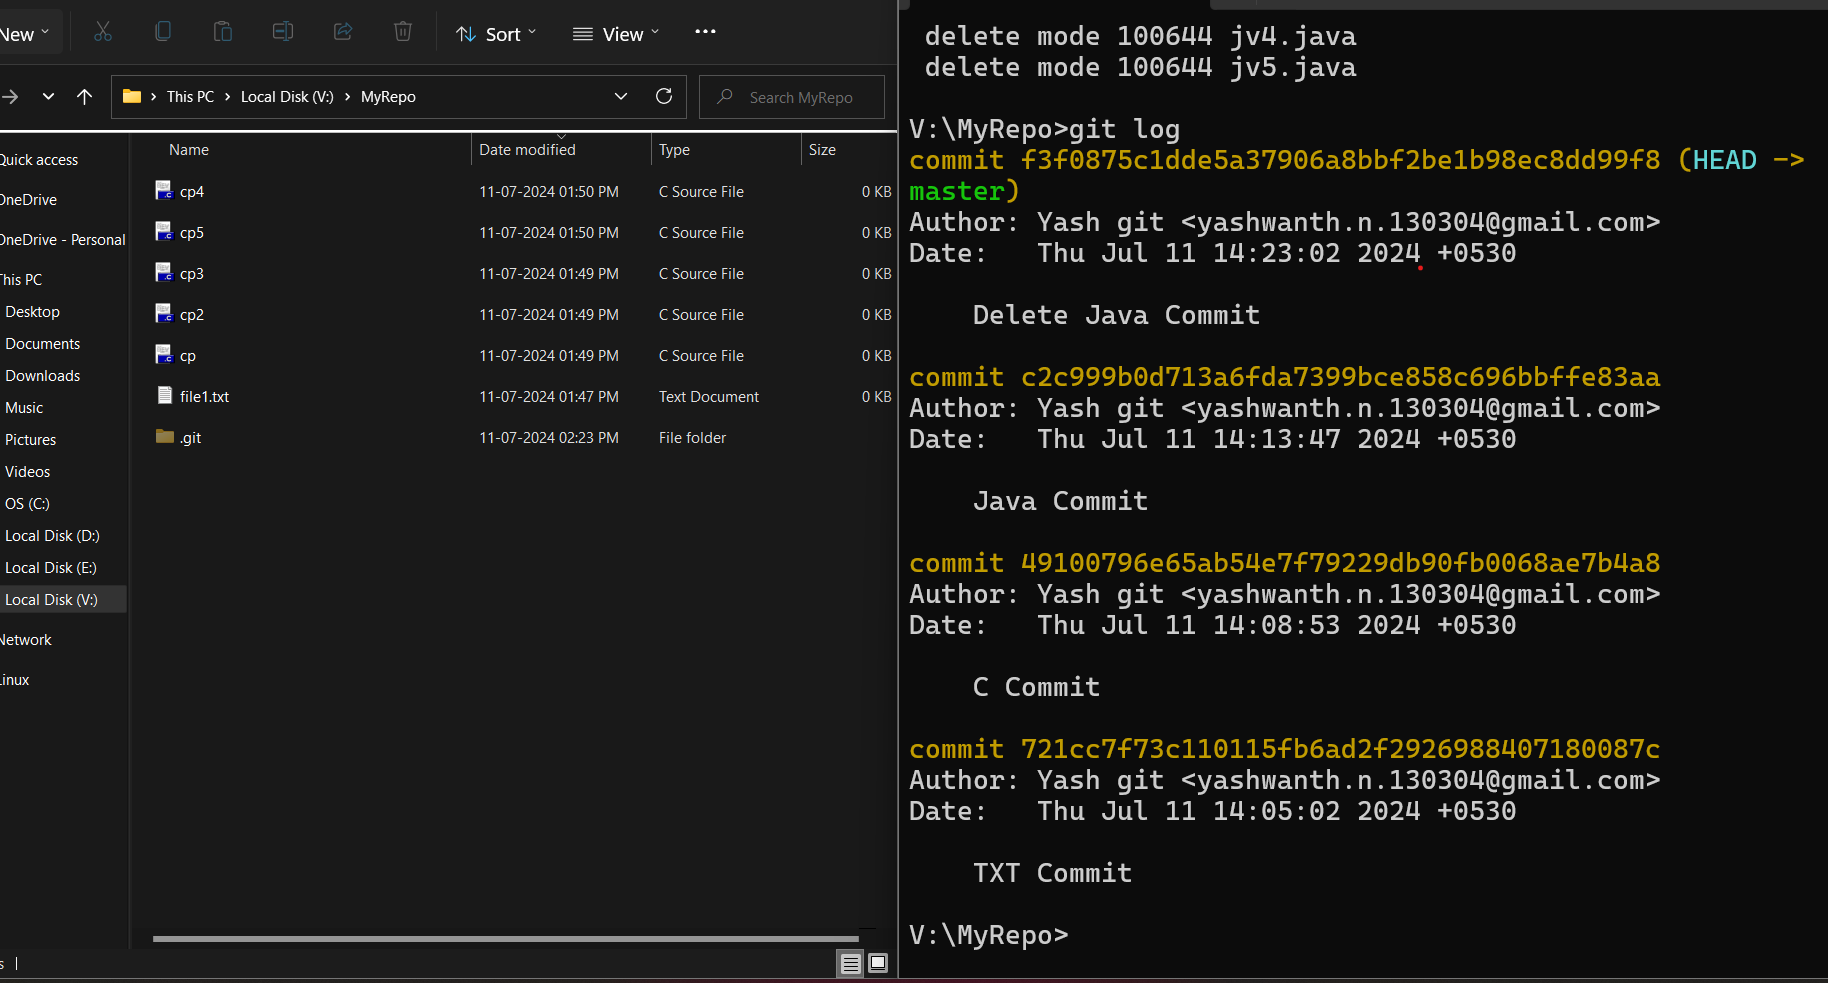 New
Sort
View
This PC > Local Disk (V:) > MyRepo
Search MyRepo
Quick access
OneDrive
OneDrive - Personal
This PC
Desktop
Documents
Downloads
Music
Pictures
Videos
OS (C:)
Local Disk (D:)
Local Disk (E:)
Local Disk (V:)
Network
Linux
Name Date modified Type Size
cp4 11-07-2024 01:50 PM C Source File 0 KB
cp5 11-07-2024 01:50 PM C Source File 0 KB
cp3 11-07-2024 01:49 PM C Source File 0 KB
cp2 11-07-2024 01:49 PM C Source File 0 KB
cp 11-07-2024 01:49 PM C Source File 0 KB
file1.txt 11-07-2024 01:47 PM Text Document 0 KB
.git 11-07-2024 02:23 PM File folder
delete mode 100644 jv4.java
delete mode 100644 jv5.java
V:\MyRepo>git log
commit f3f0875c1dde5a37906a8bbf2be1b98ec8dd99f8 (HEAD ->
master)
Author: Yash git <yashwanth.n.130304@gmail.com>
Date: Thu Jul 11 14:23:02 2024 +0530
Delete Java Commit
commit c2c999b0d713a6fda7399bce858c696bbffe83aa
Author: Yash git <yashwanth.n.130304@gmail.com>
Date: Thu Jul 11 14:13:47 2024 +0530
Java Commit
commit 49100796e65ab54e7f79229db90fb0068ae7b4a8
Author: Yash git <yashwanth.n.130304@gmail.com>
Date: Thu Jul 11 14:08:53 2024 +0530
C Commit
commit 721cc7f73c110115fb6ad2f2926988407180087c
Author: Yash git <yashwanth.n.130304@gmail.com>
Date: Thu Jul 11 14:05:02 2024 +0530
TXT Commit
V:\MyRepo>